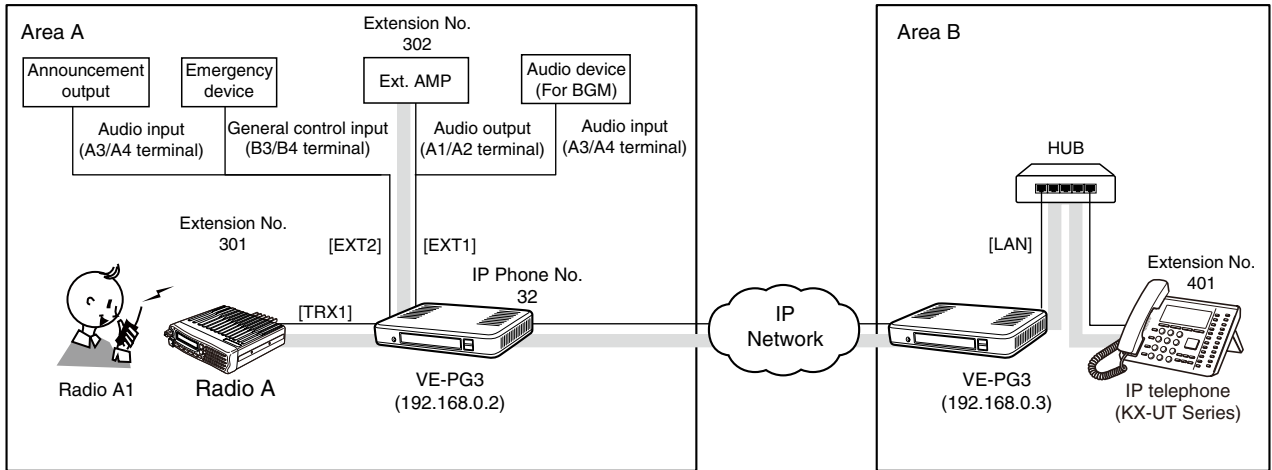 Area A
Extension No.
302
Announcement
output
Emergency
device
Ext. AMP
Audio device
(For BGM)
Audio input
(A3/A4 terminal)
General control input
(B3/B4 terminal)
Audio output
(A1/A2 terminal)
Audio input
(A3/A4 terminal)
Extension No.
301
[EXT2]
[EXT1]
IP Phone No.
32
[TRX1]
Radio A1
Radio A
VE-PG3
(192.168.0.2)
IP
Network
Area B
HUB
[LAN]
Extension No.
401
VE-PG3
(192.168.0.3)
IP telephone
(KX-UT Series)